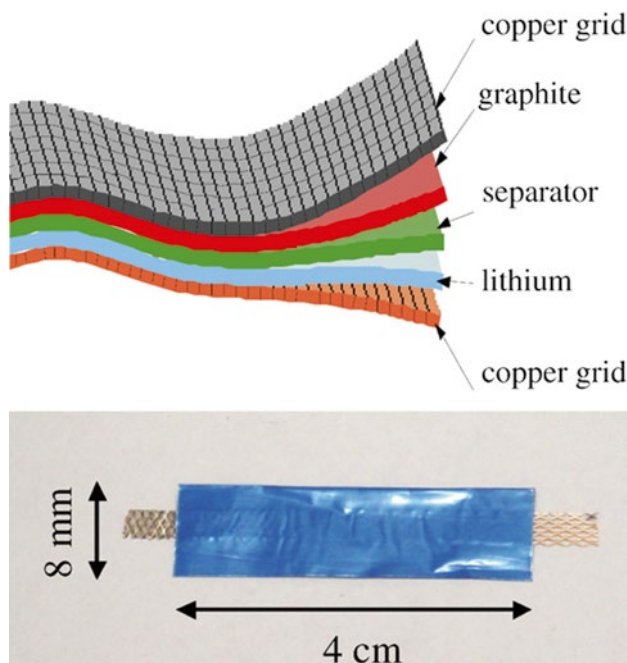 copper grid
graphite
separator
lithium
copper grid
8 mm
4 cm